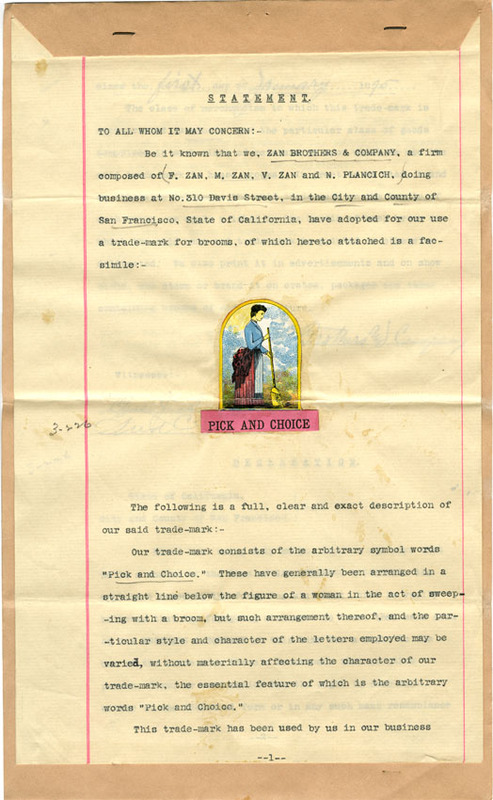 STATEMENT.
TO ALL WHOM IT MAY CONCERN:-
Be it known that we, ZAN BROTHERS & COMPANY, a firm
composed of (F. ZAN, M, ZAN, V. ZAN and N. PLANCICH,) doing
business at No.310 Davis Street, in the City and County of
San Francisco, State of California, have adopted for our use
a trade-mark for brooms, of which hereto attached is a fac-
simile:-
PICK AND CHOICE
3-226
The following is a full, clear and exact description of
our said trade-mark:-
Our trade-mark consists of the arbitrary symbol words
"Pick and Choice." These have generally been arranged in a
straight line below the figure of a woman in the act of sweep-
-ing with a broom, but such arrangement thereof, and the par-
-ticular style and character of the letters employed may be
varied, without materially affecting the character of our
trade-mark, the essential feature of which is the arbitrary
words "Pick and Choice."
This trade-mark has been used by us in our business
--1--